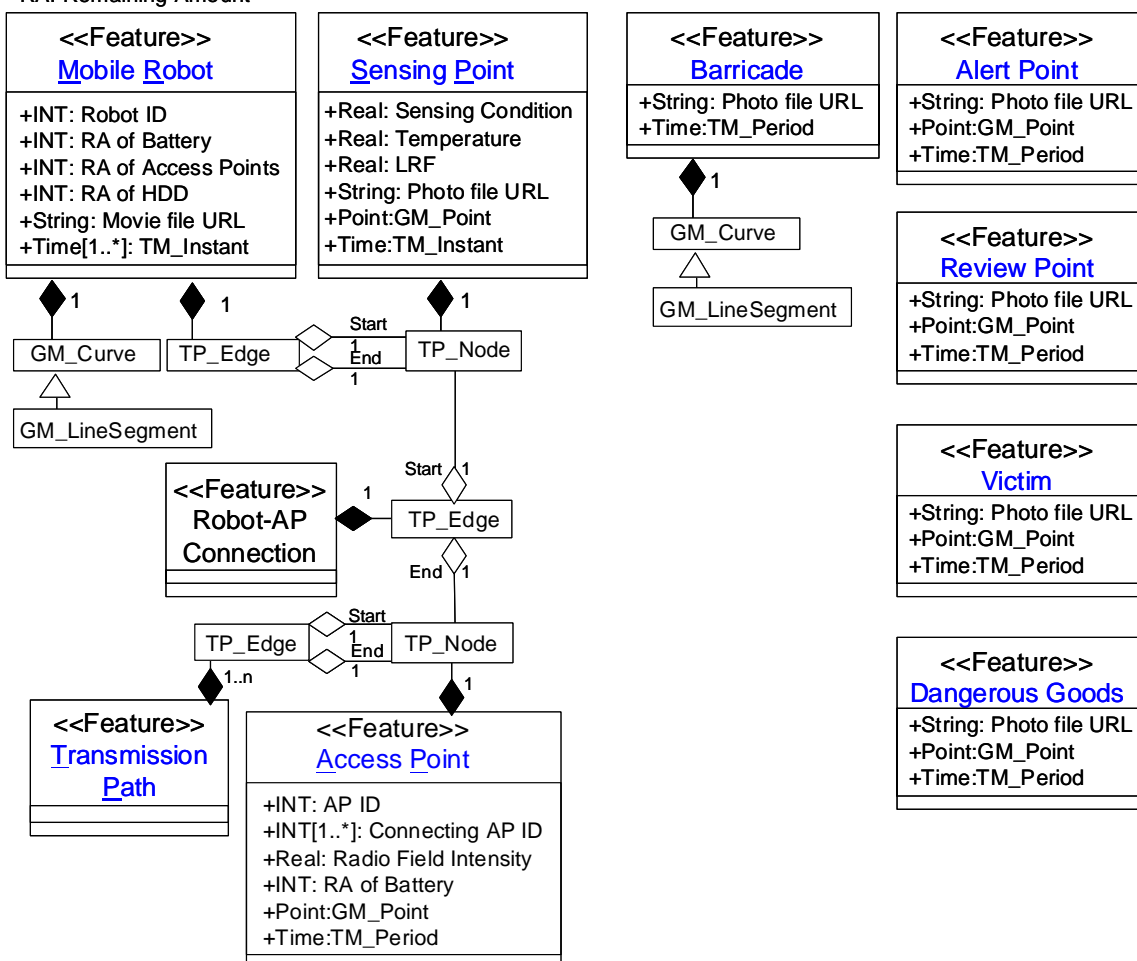 RA: Remaining Amount
<<Feature>>
Mobile Robot
+INT: Robot ID
+INT: RA of Battery
+INT: RA of Access Points
+INT: RA of HDD
+String: Movie file URL
+Time[1..*]: TM_Instant
<<Feature>>
Sensing Point
+Real: Sensing Condition
+Real: Temperature
+Real: LRF
+String: Photo file URL
+Point:GM_Point
+Time:TM_Instant
<<Feature>>
Barricade
+String: Photo file URL
+Time:TM_Period
<<Feature>>
Alert Point
+String: Photo file URL
+Point:GM_Point
+Time:TM_Period
1
GM_Curve
GM_LineSegment
<<Feature>>
Review Point
+String: Photo file URL
+Point:GM_Point
+Time:TM_Period
1
1
1
GM_Curve
TP_Edge
Start
1
End
1
TP_Node
GM_LineSegment
<<Feature>>
Victim
+String: Photo file URL
+Point:GM_Point
+Time:TM_Period
<<Feature>>
Robot-AP
Connection
1
Start
1
TP_Edge
End
1
TP_Edge
Start
1
End
1
TP_Node
1..n
1
<<Feature>>
Transmission
Path
<<Feature>>
Access Point
+INT: AP ID
+INT[1..*]: Connecting AP ID
+Real: Radio Field Intensity
+INT: RA of Battery
+Point:GM_Point
+Time:TM_Period
<<Feature>>
Dangerous Goods
+String: Photo file URL
+Point:GM_Point
+Time:TM_Period